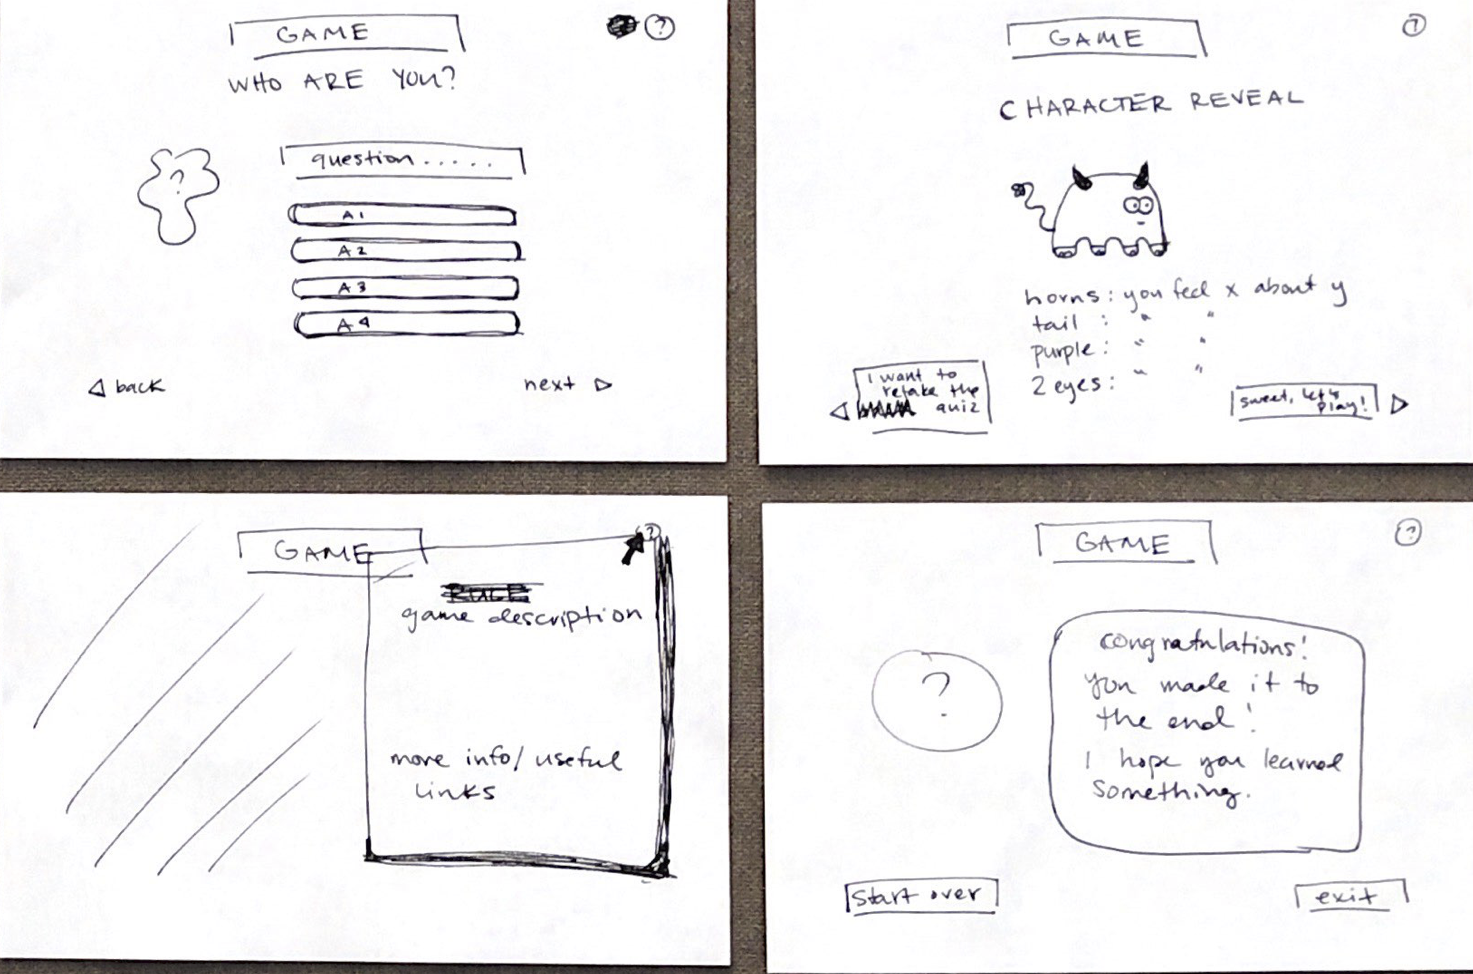 GAME
?
WHO ARE YOU?
?
question.....
A1
A2
A3
A4
back
next
GAME
?
CHARACTER REVEAL
horns: you feel x about y
tail : " "
purple: " "
2 eyes: " "
I want to
retake the
quiz
sweet, let's
play!
GAME
?
RULE
game description
more info/useful
links
GAME
?
?
congratulations!
you made it to
the end!
I hope you learned
something.
start over
exit